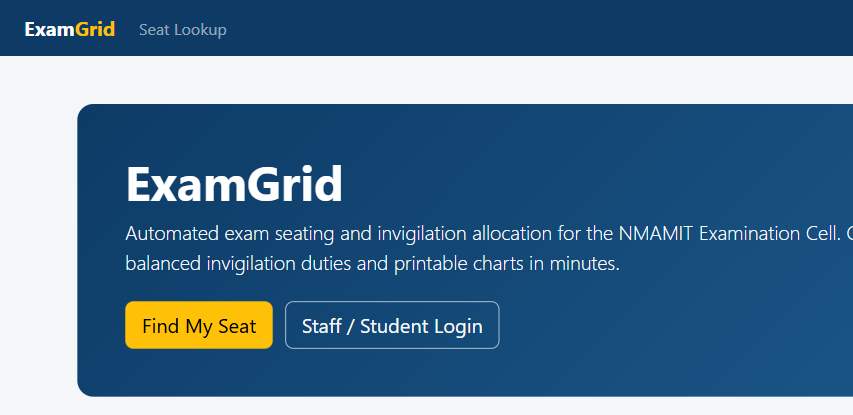 ExamGrid Seat Lookup
ExamGrid
Automated exam seating and invigilation allocation for the NMAMIT Examination Cell.
balanced invigilation duties and printable charts in minutes.
Find My Seat Staff / Student Login